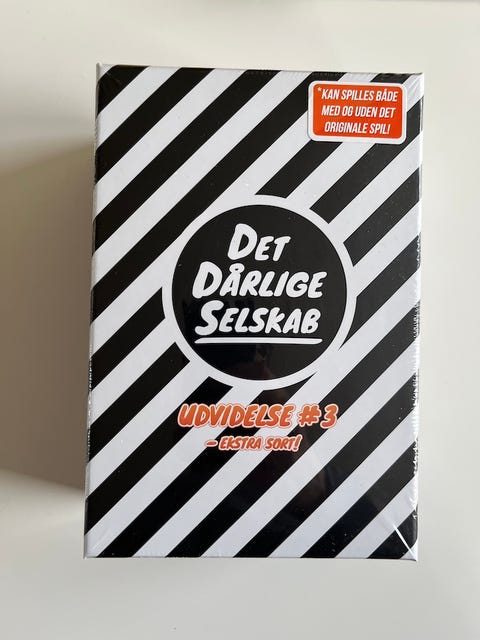 *KAN SPILLES BÅDE
MED OG UDEN DET
ORIGINALE SPIL!
DET
DÅRLIGE
SELSKAB
UDVIDELSE #3
– EKSTRA SORT!